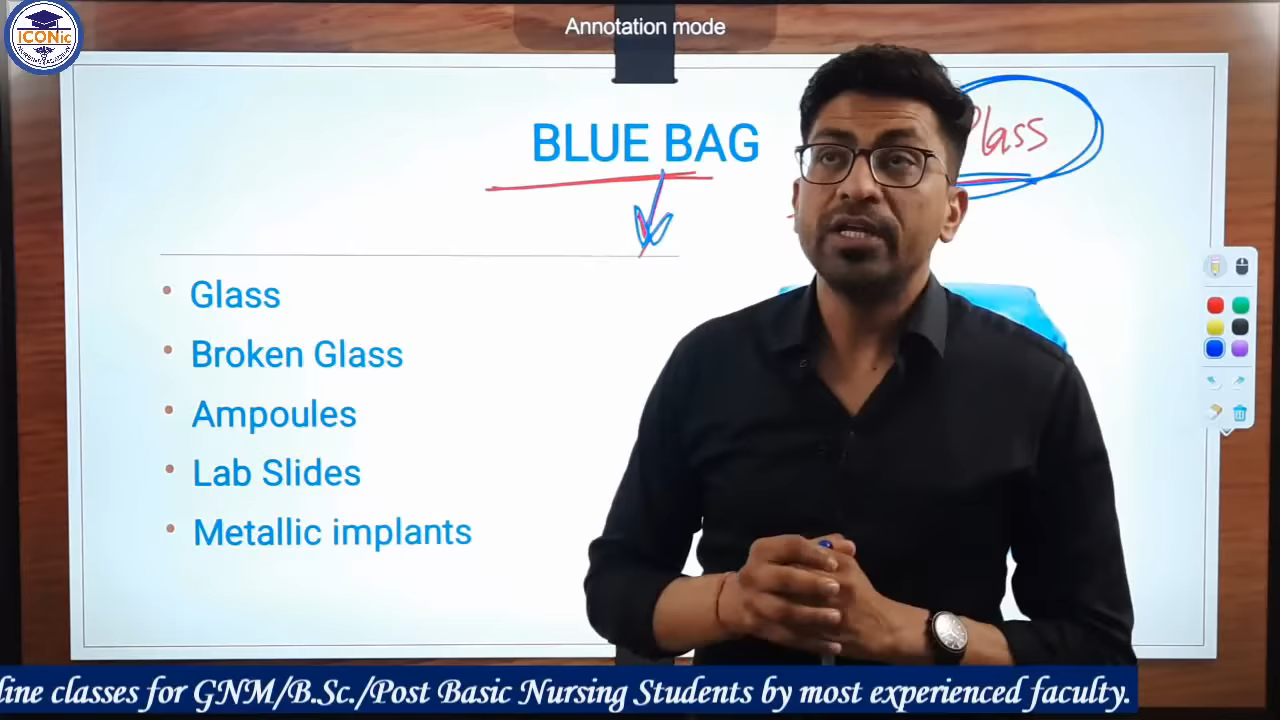 ICONic
Annotation mode
BLUE BAG
Glass
• Glass
• Broken Glass
• Ampoules
• Lab Slides
• Metallic implants
line classes for GNM/B.Sc./Post Basic Nursing Students by most experienced faculty.